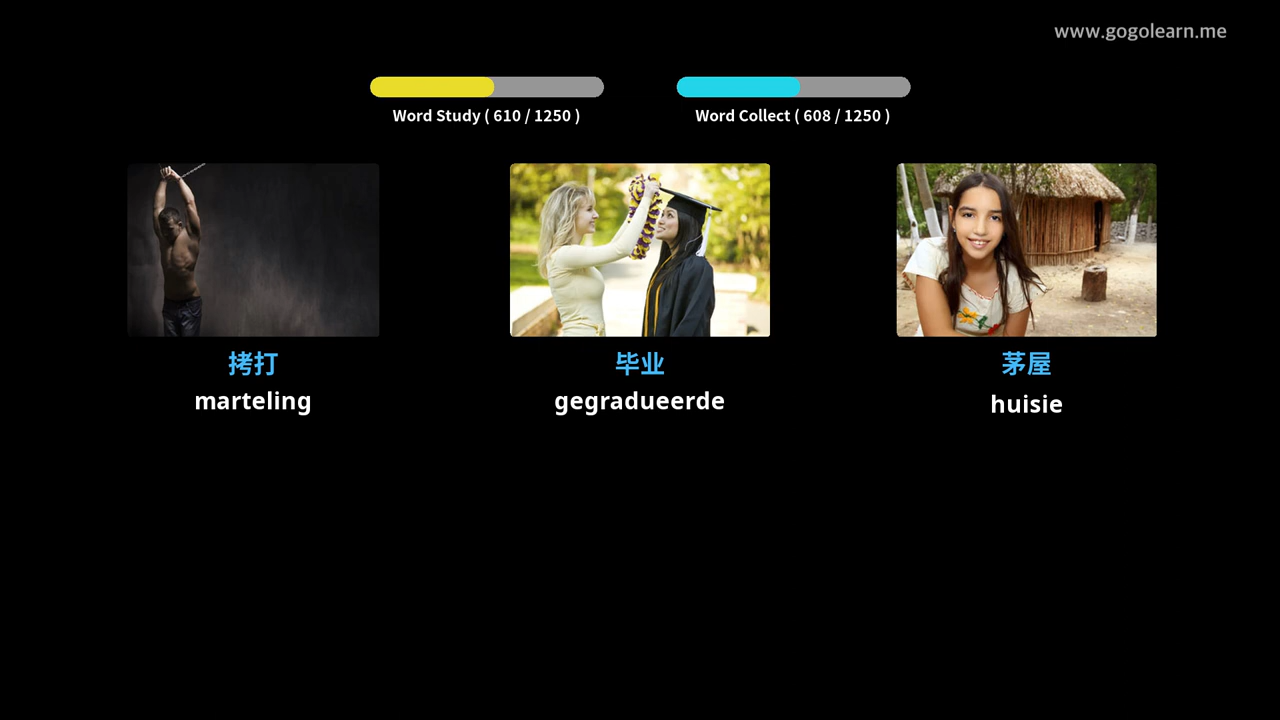 www.gogolearn.me
Word Study ( 610 / 1250 )
Word Collect ( 608 / 1250 )
拷打
毕业
茅屋
marteling
gegradueerde
huisie